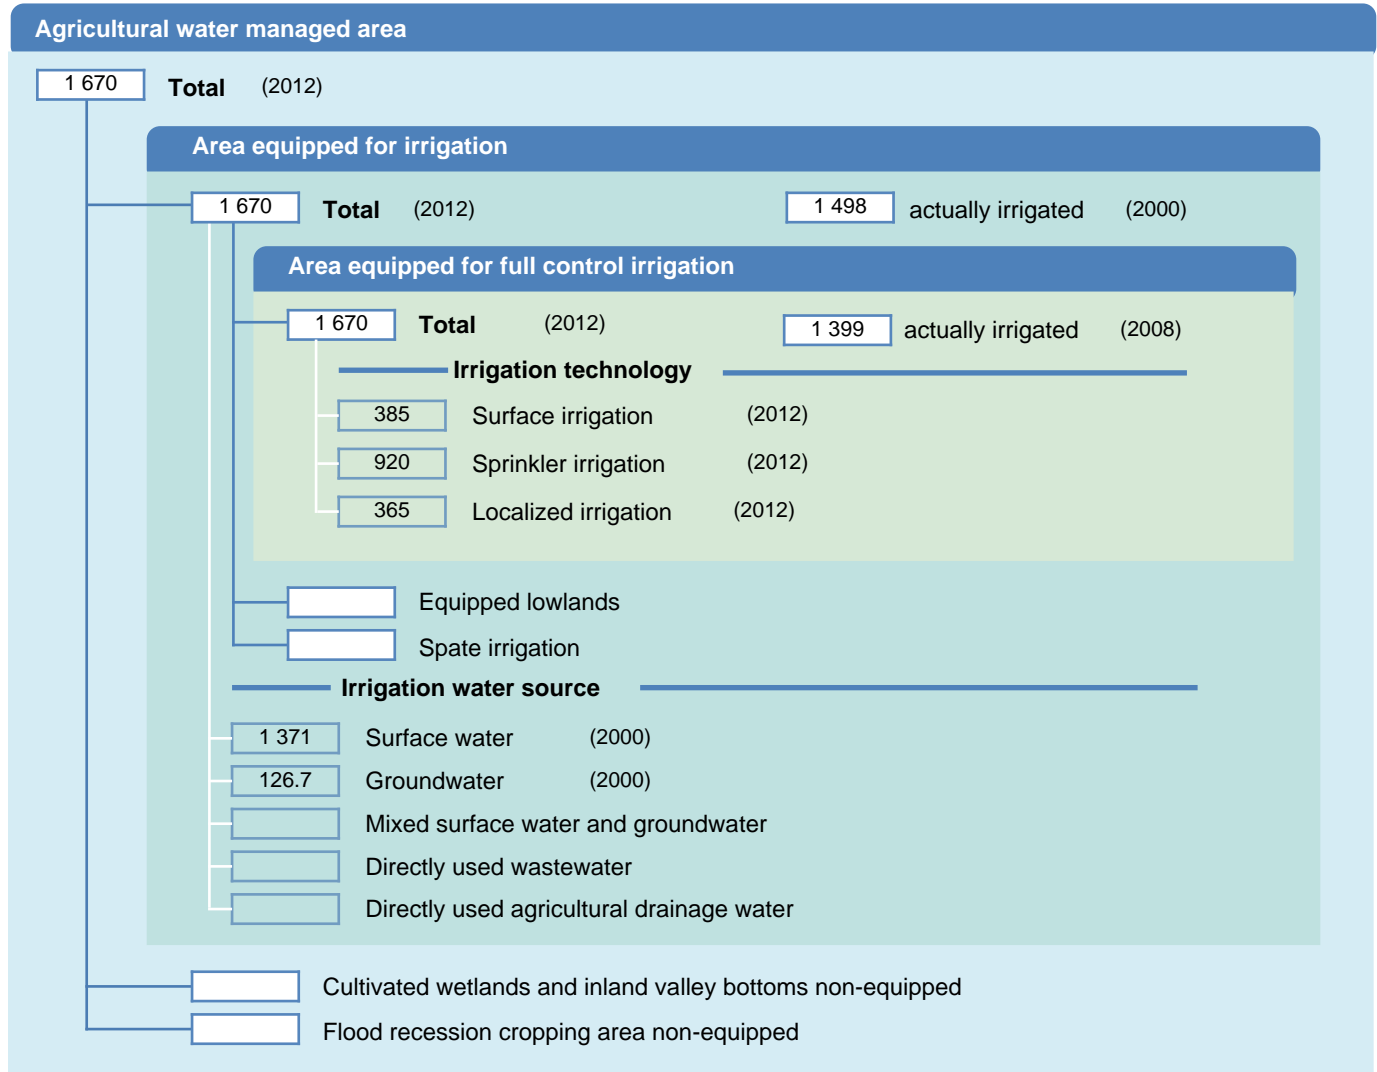 Agricultural water managed area
1 670 Total (2012)
Area equipped for irrigation
1 670 Total (2012) 1 498 actually irrigated (2000)
Area equipped for full control irrigation
1 670 Total (2012) 1 399 actually irrigated (2008)
Irrigation technology
385 Surface irrigation (2012)
920 Sprinkler irrigation (2012)
365 Localized irrigation (2012)
Equipped lowlands
Spate irrigation
Irrigation water source
1 371 Surface water (2000)
126.7 Groundwater (2000)
Mixed surface water and groundwater
Directly used wastewater
Directly used agricultural drainage water
Cultivated wetlands and inland valley bottoms non-equipped
Flood recession cropping area non-equipped